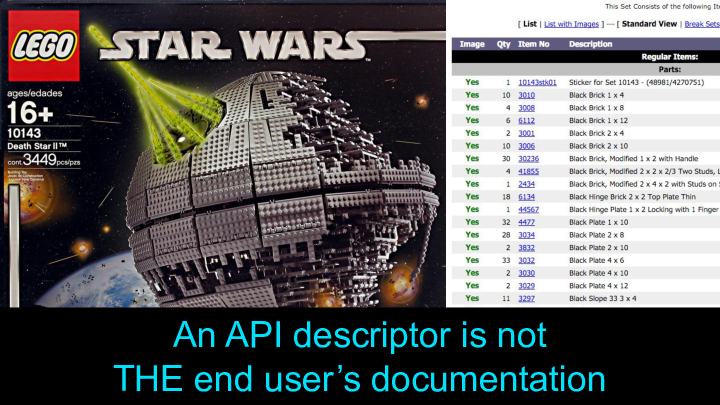 LEGO
STAR WARS™
ages/edades
16+
10143
Death Star II™
cont.3449pcs/pzs
This Set Consists of the following It
[ List | List with Images ] — [ Standard View | Break Sets
Image Qty Item No Description
Regular Items:
Parts:
Yes 1 10143stk01 Sticker for Set 10143 - (48981/4270751)
Yes 10 3010 Black Brick 1 x 4
Yes 4 3008 Black Brick 1 x 8
Yes 6 6112 Black Brick 1 x 12
Yes 2 3001 Black Brick 2 x 4
Yes 10 3006 Black Brick 2 x 10
Yes 30 30236 Black Brick, Modified 1 x 2 with Handle
Yes 4 41855 Black Brick, Modified 2 x 2 x 2/3 Two Studs, L
Yes 1 2434 Black Brick, Modified 2 x 4 x 2 with Studs on
Yes 18 6134 Black Hinge Brick 2 x 2 Top Plate Thin
Yes 1 44567 Black Hinge Plate 1 x 2 Locking with 1 Finger
Yes 32 4477 Black Plate 1 x 10
Yes 28 3034 Black Plate 2 x 8
Yes 2 3832 Black Plate 2 x 10
Yes 33 3032 Black Plate 4 x 6
Yes 2 3030 Black Plate 4 x 10
Yes 2 3029 Black Plate 4 x 12
Yes 11 3297 Black Slope 33 3 x 4
An API descriptor is not
THE end user’s documentation